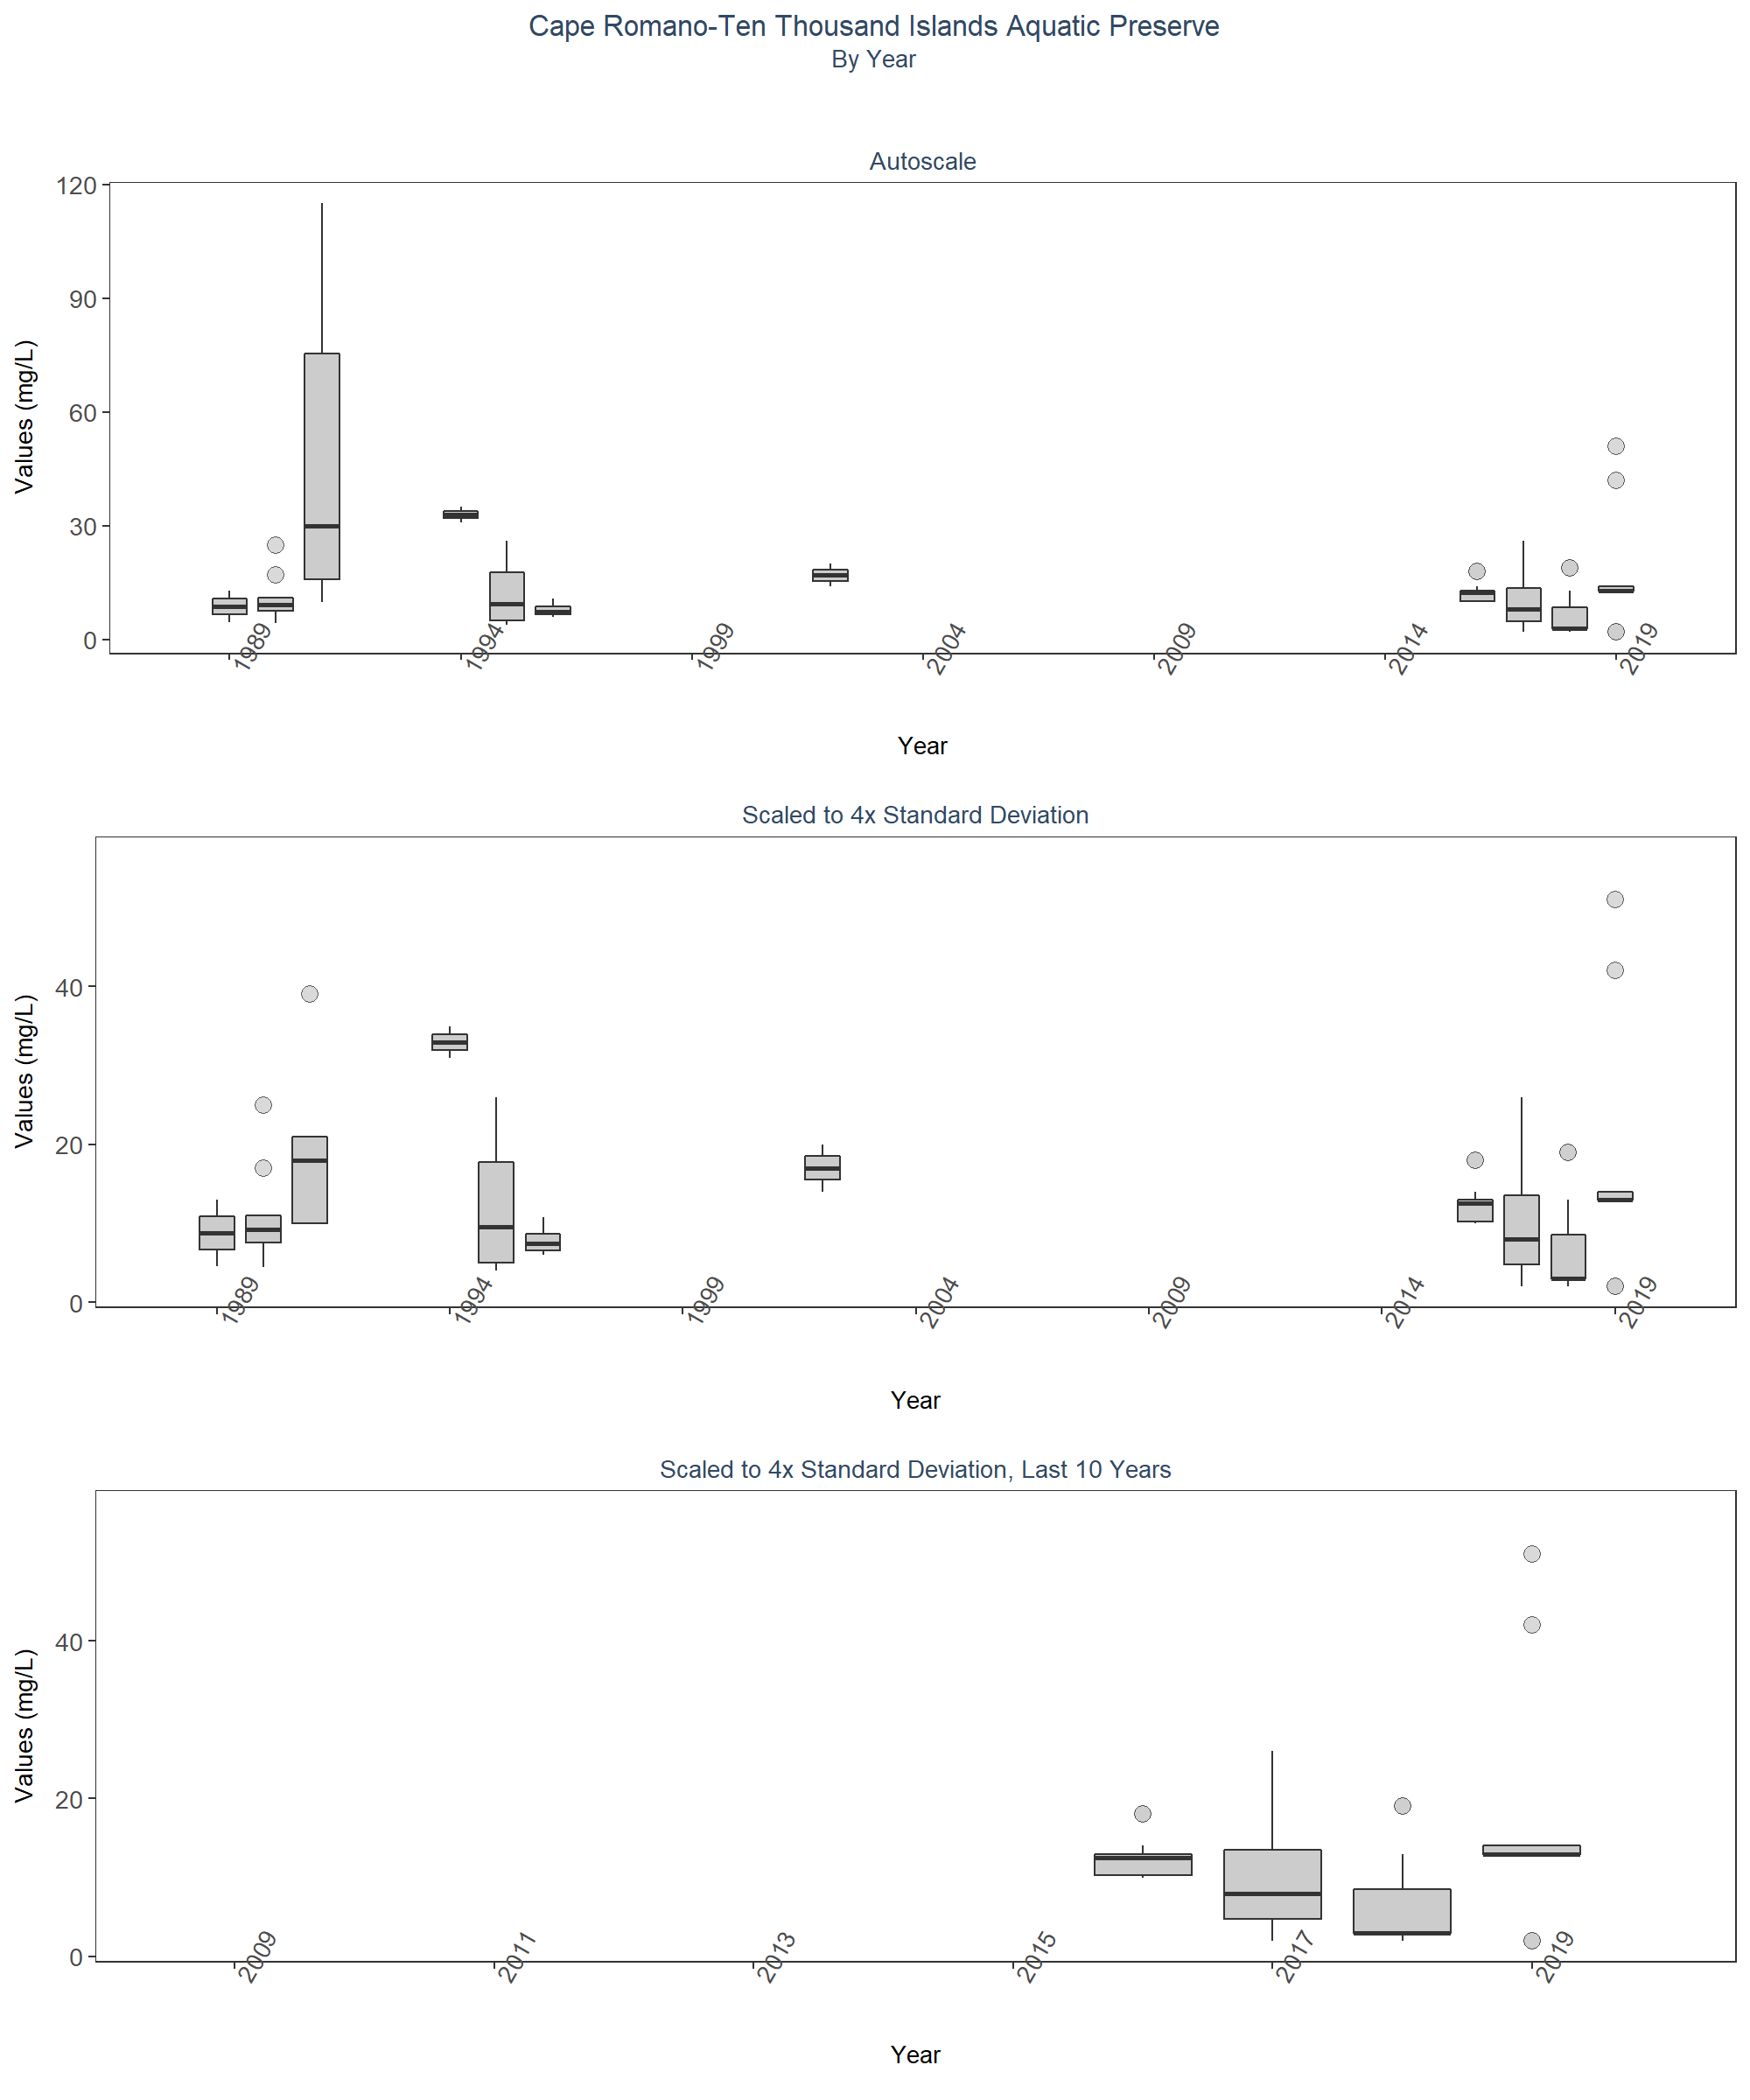 Cape Romano-Ten Thousand Islands Aquatic Preserve
By Year
Autoscale
120
90
60
30
0
Values (mg/L)
1989 1994 1999 2004 2009 2014 2019
Year
Scaled to 4x Standard Deviation
40
20
0
Values (mg/L)
1989 1994 1999 2004 2009 2014 2019
Year
Scaled to 4x Standard Deviation, Last 10 Years
40
20
0
Values (mg/L)
2009 2011 2013 2015 2017 2019
Year